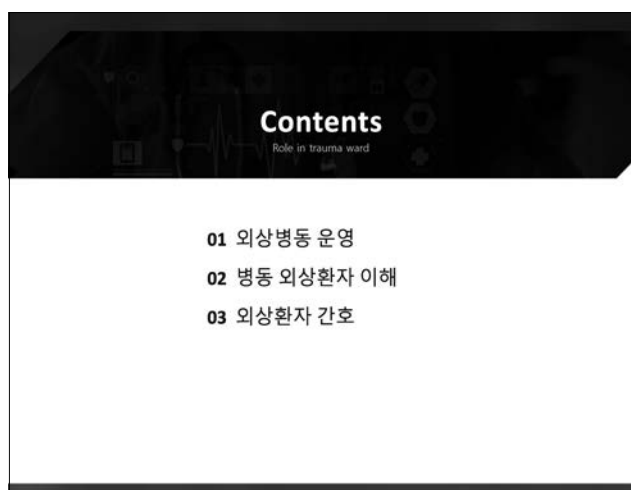 Contents
Role in trauma ward
01 외상병동 운영
02 병동 외상환자 이해
03 외상환자 간호